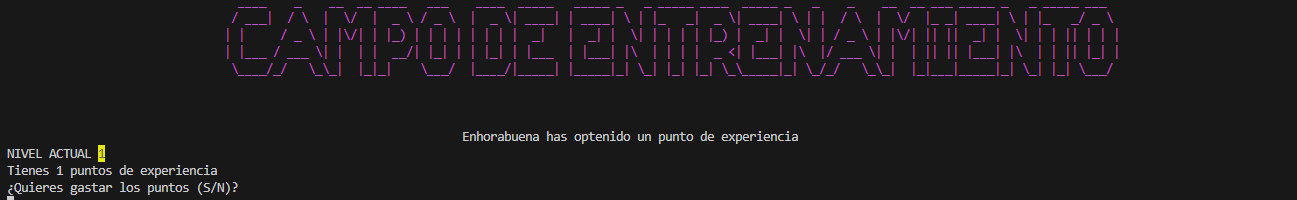 CAMPO DE ENTRENAMIENTO
Enhorabuena has optenido un punto de experiencia
NIVEL ACTUAL 1
Tienes 1 puntos de experiencia
¿Quieres gastar los puntos (S/N)?